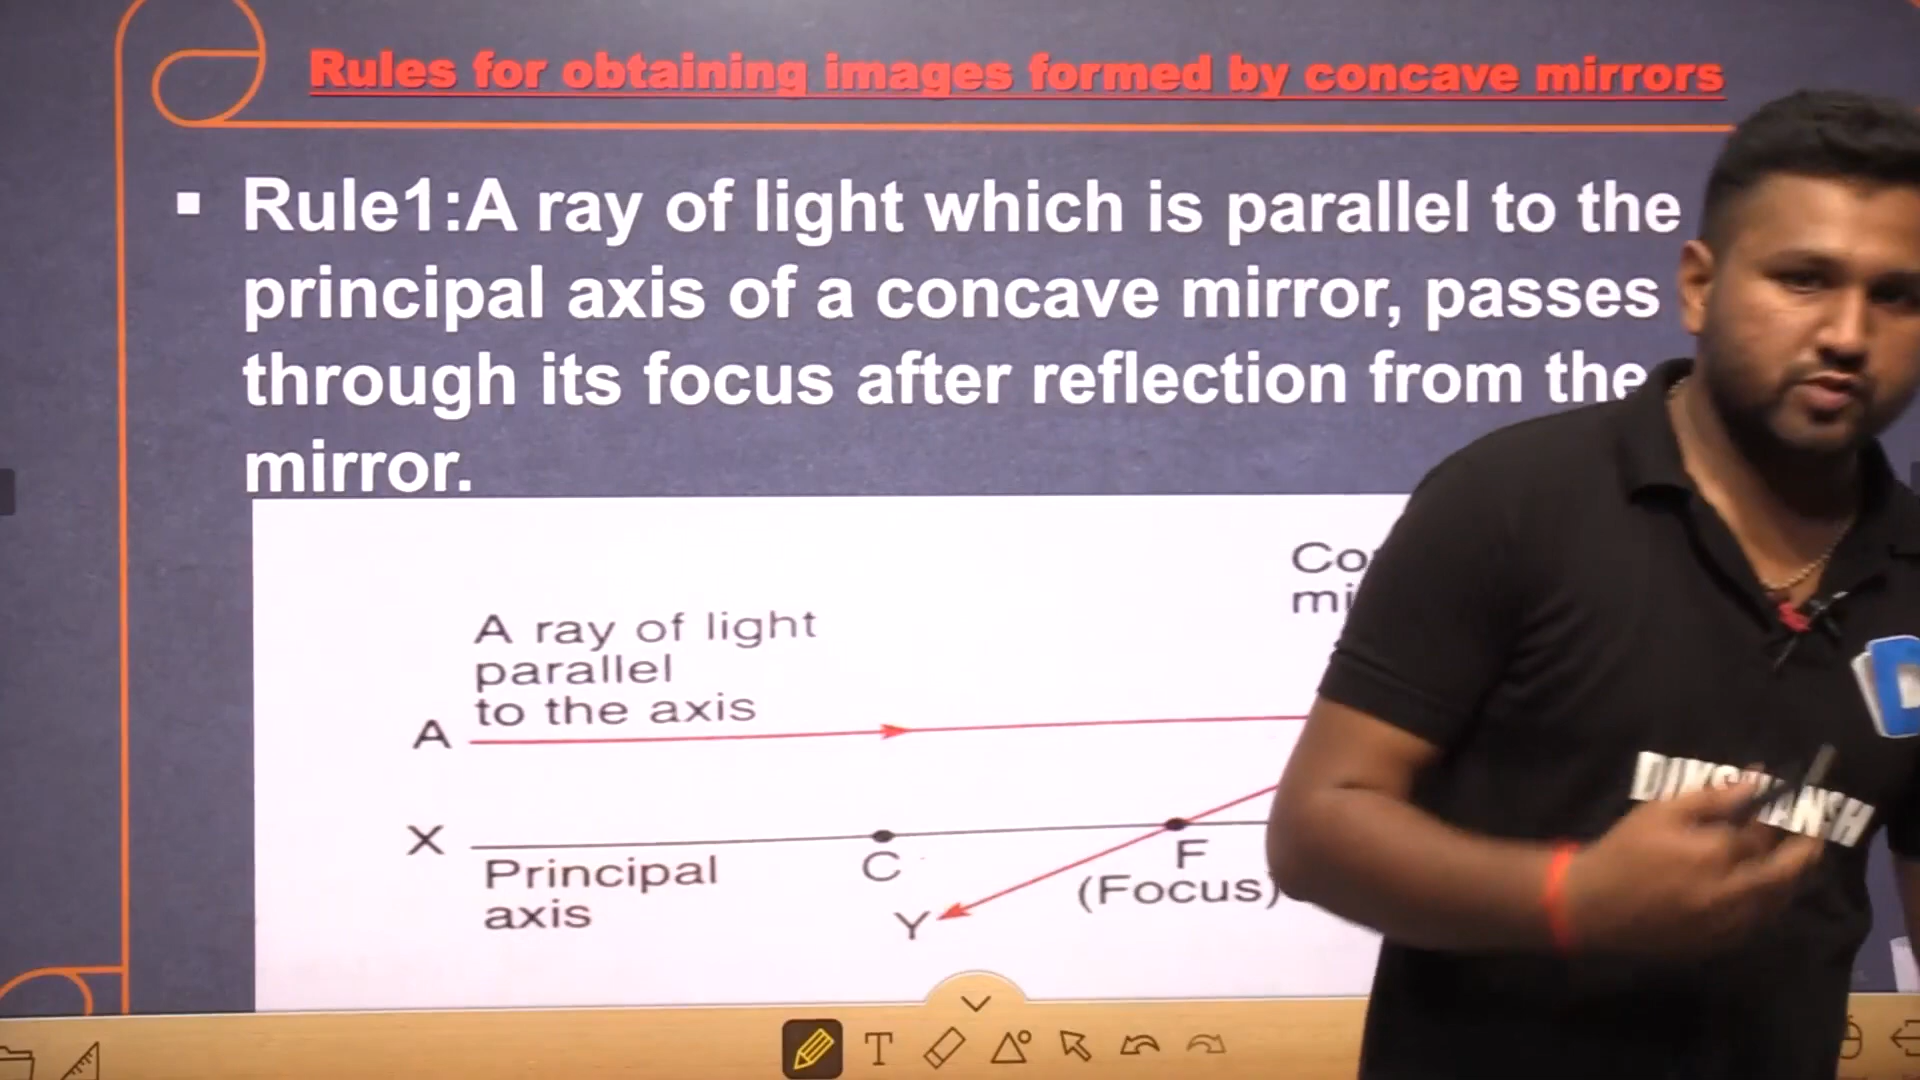 Rules for obtaining images formed by concave mirrors
▪ Rule1:A ray of light which is parallel to the
principal axis of a concave mirror, passes
through its focus after reflection from the
mirror.
A ray of light
parallel
to the axis
A
X
Principal
axis
C
F
(Focus)
Y
T